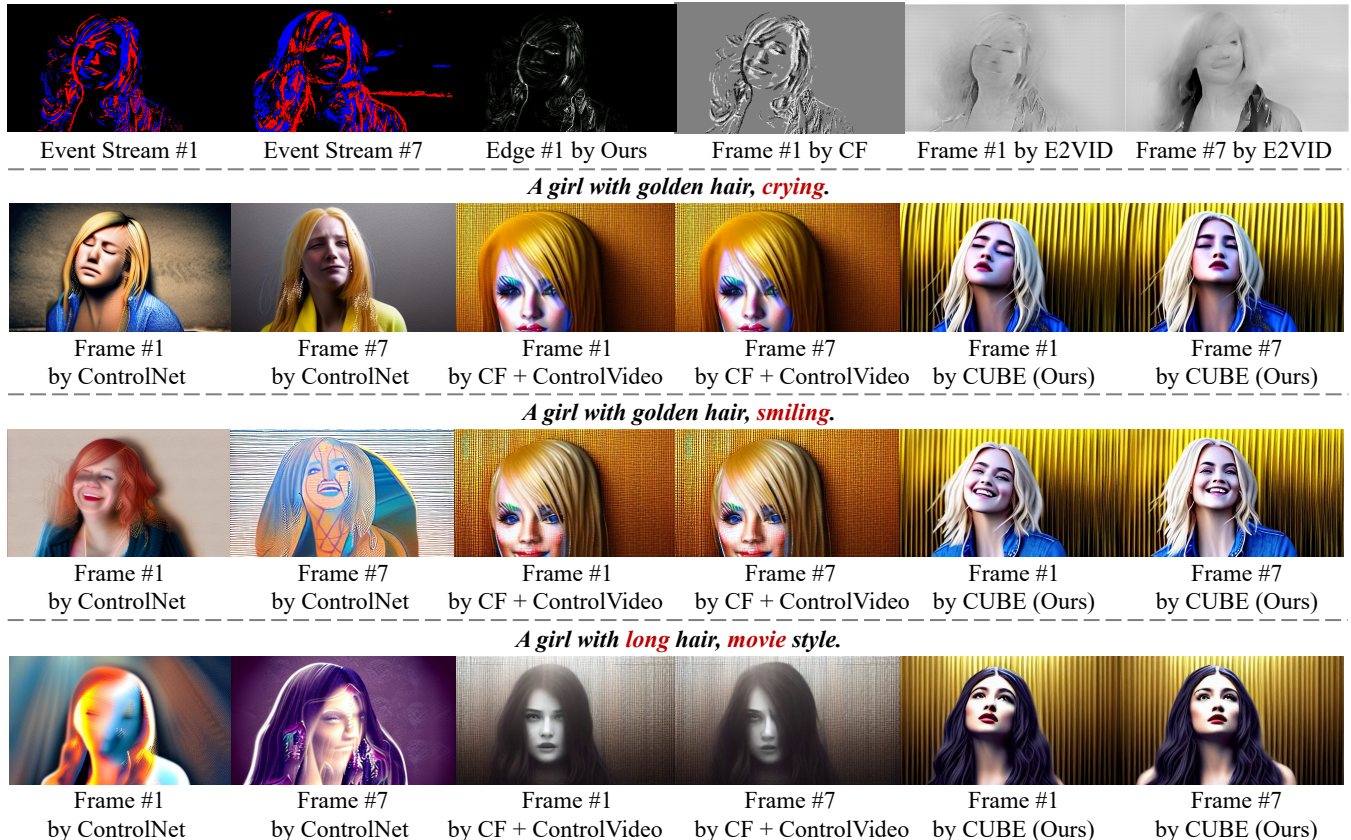 Event Stream #1 Event Stream #7 Edge #1 by Ours Frame #1 by CF Frame #1 by E2VID Frame #7 by E2VID
A girl with golden hair, crying.
Frame #1 Frame #7 Frame #1 Frame #7 Frame #1 Frame #7
by ControlNet by ControlNet by CF + ControlVideo by CF + ControlVideo by CUBE (Ours) by CUBE (Ours)
A girl with golden hair, smiling.
Frame #1 Frame #7 Frame #1 Frame #7 Frame #1 Frame #7
by ControlNet by ControlNet by CF + ControlVideo by CF + ControlVideo by CUBE (Ours) by CUBE (Ours)
A girl with long hair, movie style.
Frame #1 Frame #7 Frame #1 Frame #7 Frame #1 Frame #7
by ControlNet by ControlNet by CF + ControlVideo by CF + ControlVideo by CUBE (Ours) by CUBE (Ours)